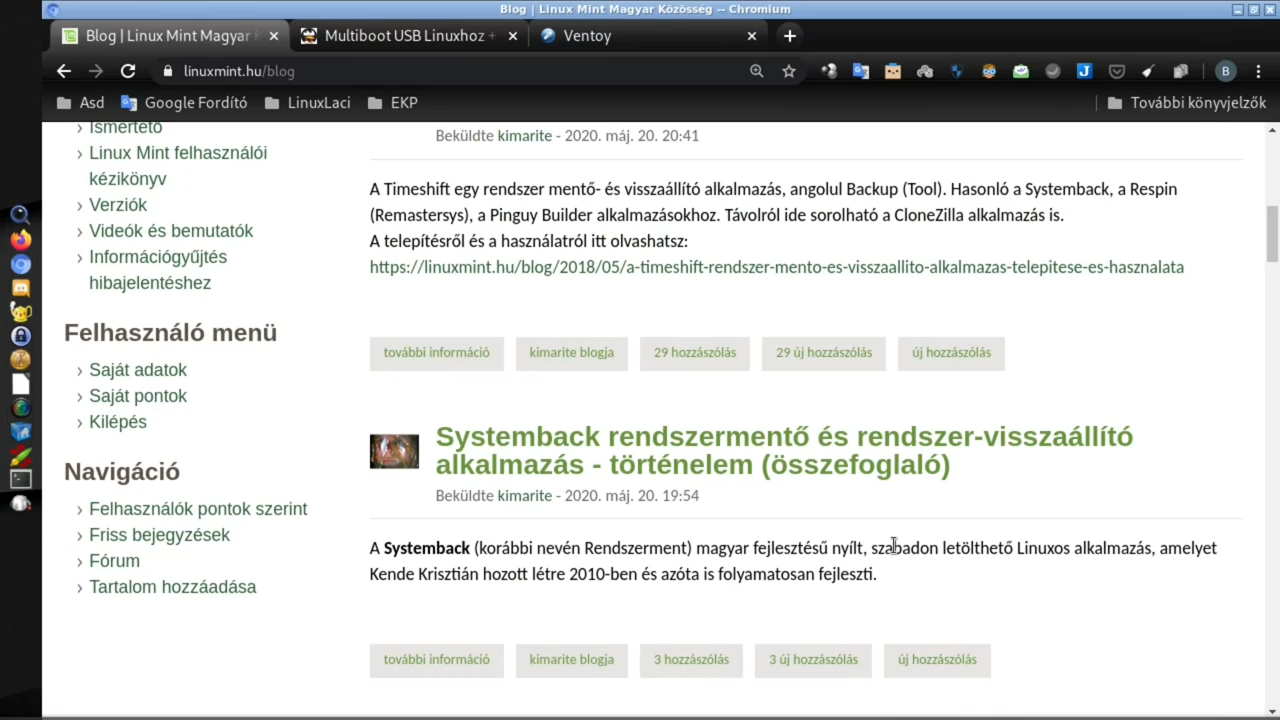 Blog | Linux Mint Magyar Közösség -- Chromium
Blog | Linux Mint Magyar K
Multiboot USB Linuxhoz +
Ventoy
linuxmint.hu/blog
B
Asd
Google Fordító
LinuxLaci
EKP
További könyvjelzők
Ismertető
Linux Mint felhasználói
kézikönyv
Verziók
Videók és bemutatók
Információgyűjtés
hibajelentéshez
Felhasználó menü
Saját adatok
Saját pontok
Kilépés
Navigáció
Felhasználók pontok szerint
Friss bejegyzések
Fórum
Tartalom hozzáadása
Beküldte kimarite - 2020. máj. 20. 20:41
A Timeshift egy rendszer mentő- és visszaállító alkalmazás, angolul Backup (Tool). Hasonló a Systemback, a Respin
(Remastersys), a Pinguy Builder alkalmazásokhoz. Távolról ide sorolható a CloneZilla alkalmazás is.
A telepítésről és a használatról itt olvashatsz:
https://linuxmint.hu/blog/2018/05/a-timeshift-rendszer-mento-es-visszaallito-alkalmazas-telepitese-es-hasznalata
további információ
kimarite blogja
29 hozzászólás
29 új hozzászólás
új hozzászólás
Systemback rendszermentő és rendszer-visszaállító
alkalmazás - történelem (összefoglaló)
Beküldte kimarite - 2020. máj. 20. 19:54
A Systemback (korábbi nevén Rendszerment) magyar fejlesztésű nyílt, szabadon letölthető Linuxos alkalmazás, amelyet
Kende Krisztián hozott létre 2010-ben és azóta is folyamatosan fejleszti.
további információ
kimarite blogja
3 hozzászólás
3 új hozzászólás
új hozzászólás